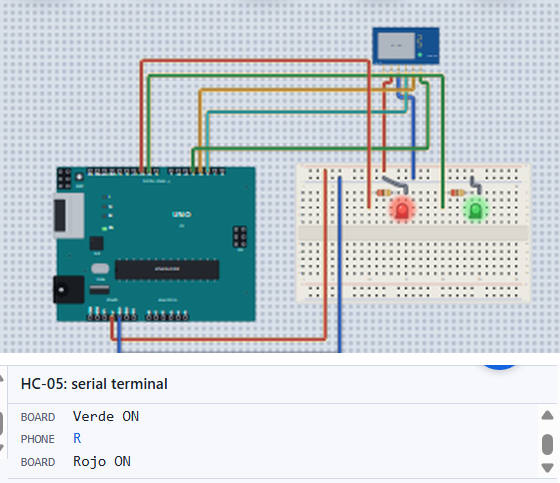 UNO
HC-05: serial terminal
BOARD Verde ON
PHONE R
BOARD Rojo ON